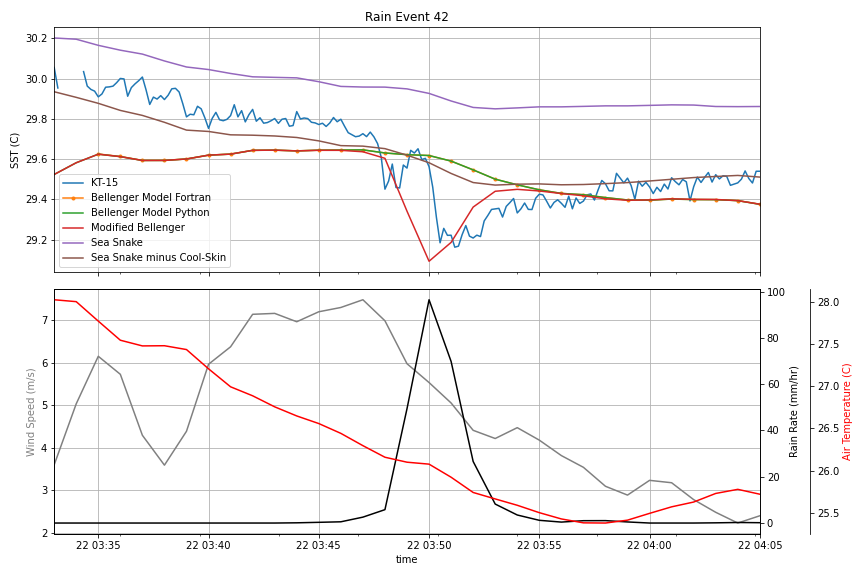 Rain Event 42
30.2
30.0
29.8
29.6
29.4
29.2
SST (C)
KT-15
Bellenger Model Fortran
Bellenger Model Python
Modified Bellenger
Sea Snake
Sea Snake minus Cool-Skin
7
6
5
4
3
2
Wind Speed (m/s)
100
80
60
40
20
0
Rain Rate (mm/hr)
28.0
27.5
27.0
26.5
26.0
25.5
Air Temperature (C)
22 03:35 22 03:40 22 03:45 22 03:50 22 03:55 22 04:00 22 04:05
time